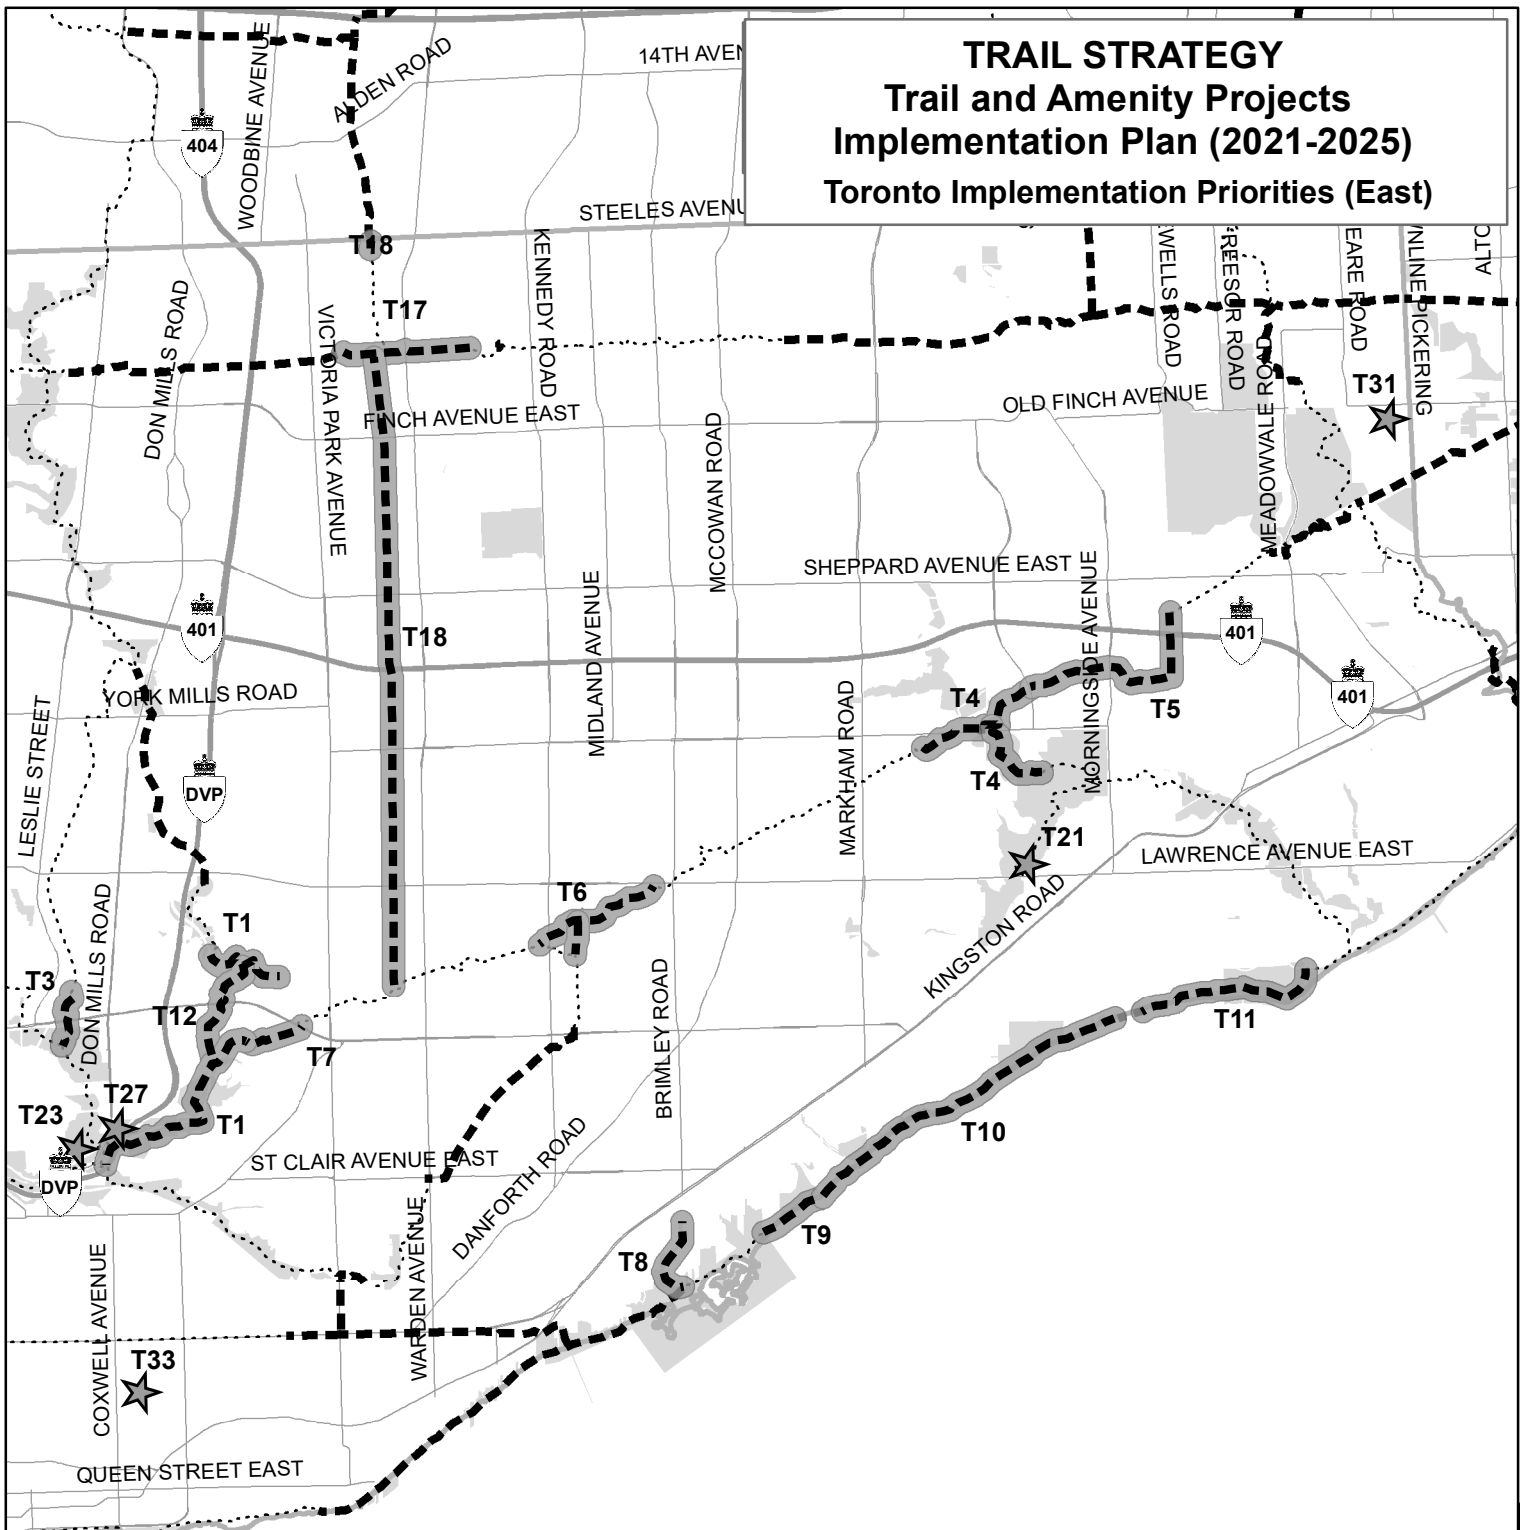 TRAIL STRATEGY
Trail and Amenity Projects
Implementation Plan (2021-2025)
Toronto Implementation Priorities (East)
14TH AVEN
ALDEN ROAD
WOODBINE AVENUE
404
STEELES AVENU
T18
KENNEDY ROAD
EWELLS ROAD
REESOR ROAD
EARE ROAD
WNLINE PICKERING
ALTO
DON MILLS ROAD
VICTORIA PARK AVENUE
T17
FINCH AVENUE EAST
OLD FINCH AVENUE
MEADOWVALE ROAD
T31
MCCOWAN ROAD
SHEPPARD AVENUE EAST
MORNINGSIDE AVENUE
MIDLAND AVENUE
401
T18
401
401
YORK MILLS ROAD
LESLIE STREET
MARKHAM ROAD
T4
T5
T4
DVP
T21
LAWRENCE AVENUE EAST
KINGSTON ROAD
T6
T1
DON MILLS ROAD
T3
T12
T7
BRIMLEY ROAD
T11
T27
T23
T1
T10
DVP
ST CLAIR AVENUE EAST
DANFORTH ROAD
WARDEN AVENUE
T9
T8
COXWELL AVENUE
T33
QUEEN STREET EAST